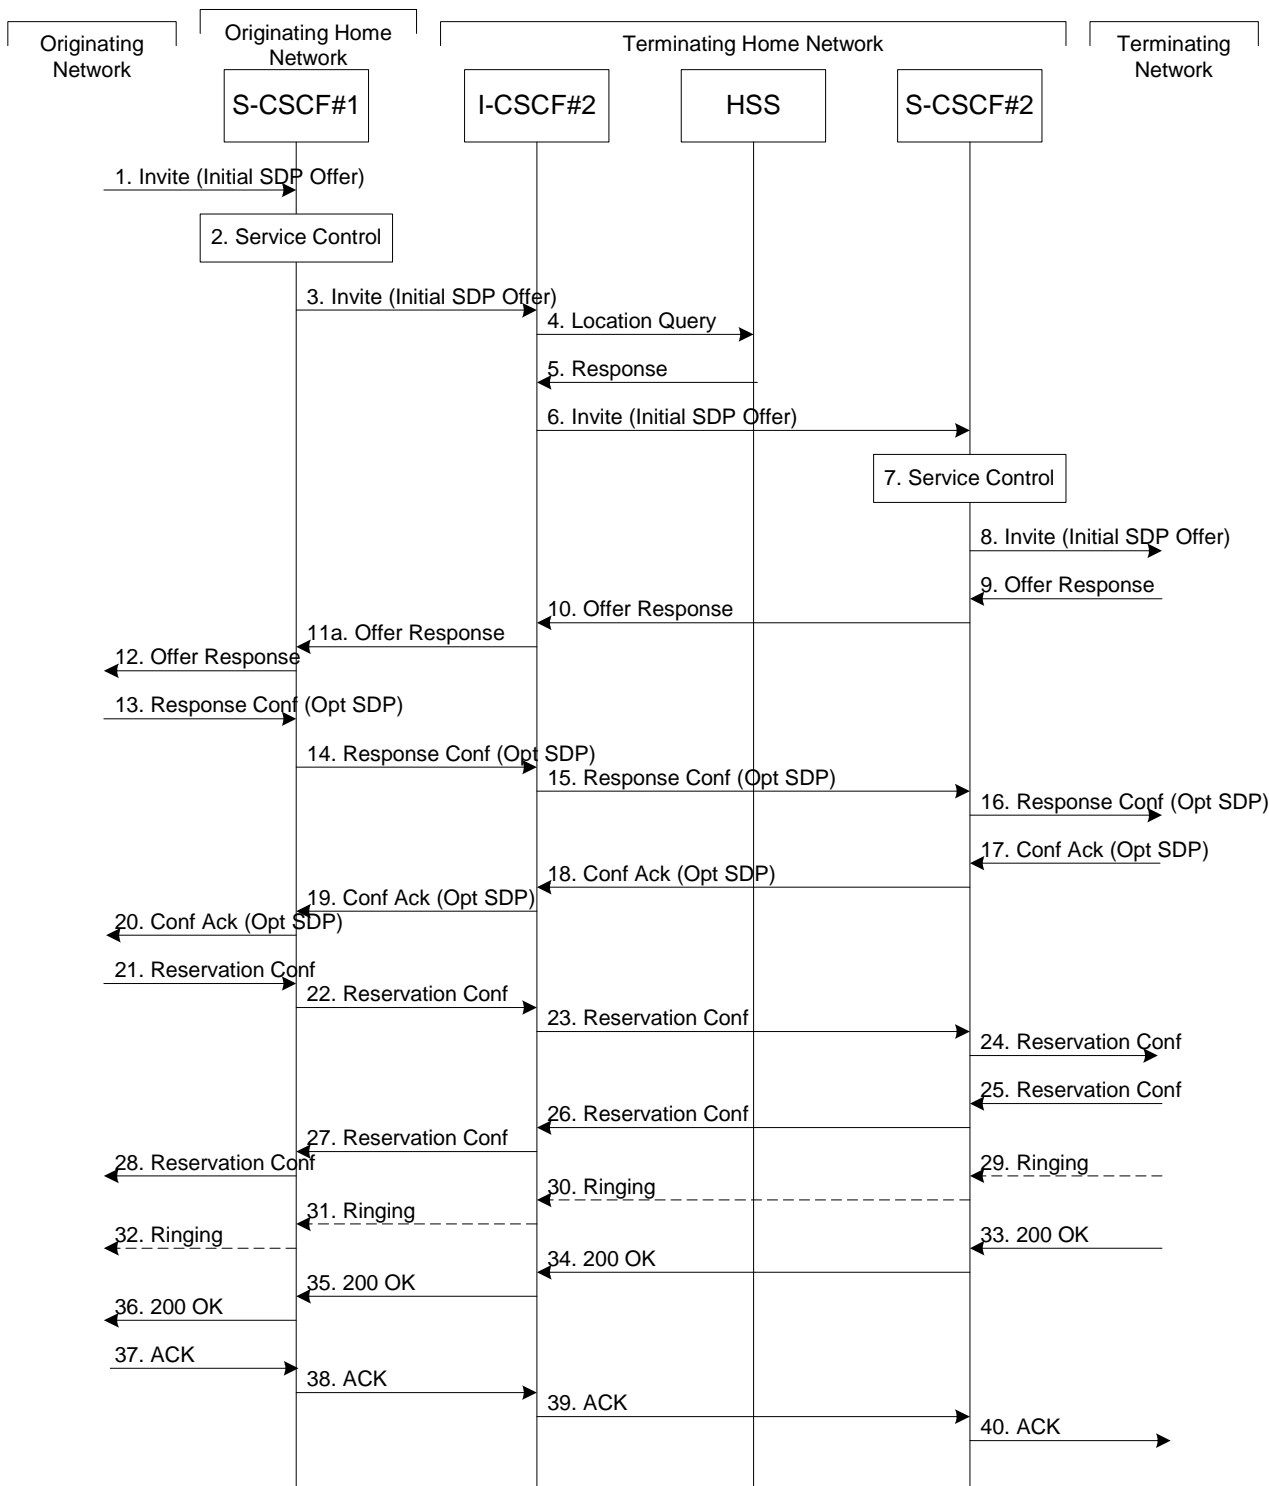 Originating
Network
Originating Home
Network
Terminating Home Network
Terminating
Network
S-CSCF#1
I-CSCF#2
HSS
S-CSCF#2
1. Invite (Initial SDP Offer)
2. Service Control
3. Invite (Initial SDP Offer)
4. Location Query
5. Response
6. Invite (Initial SDP Offer)
7. Service Control
8. Invite (Initial SDP Offer)
9. Offer Response
10. Offer Response
11a. Offer Response
12. Offer Response
13. Response Conf (Opt SDP)
14. Response Conf (Opt SDP)
15. Response Conf (Opt SDP)
16. Response Conf (Opt SDP)
17. Conf Ack (Opt SDP)
18. Conf Ack (Opt SDP)
19. Conf Ack (Opt SDP)
20. Conf Ack (Opt SDP)
21. Reservation Conf
22. Reservation Conf
23. Reservation Conf
24. Reservation Conf
25. Reservation Conf
26. Reservation Conf
27. Reservation Conf
28. Reservation Conf
29. Ringing
30. Ringing
31. Ringing
32. Ringing
33. 200 OK
34. 200 OK
35. 200 OK
36. 200 OK
37. ACK
38. ACK
39. ACK
40. ACK